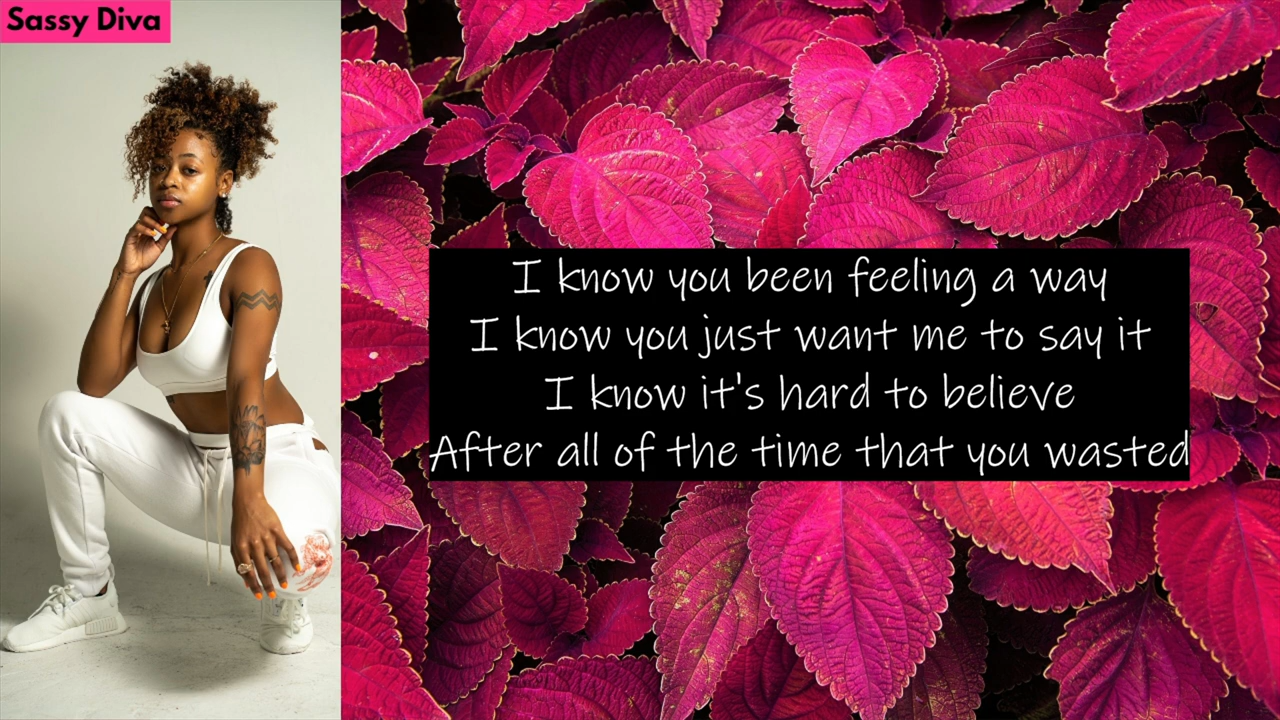 Sassy Diva
I know you been feeling a way
I know you just want me to say it
I know it's hard to believe
After all of the time that you wasted